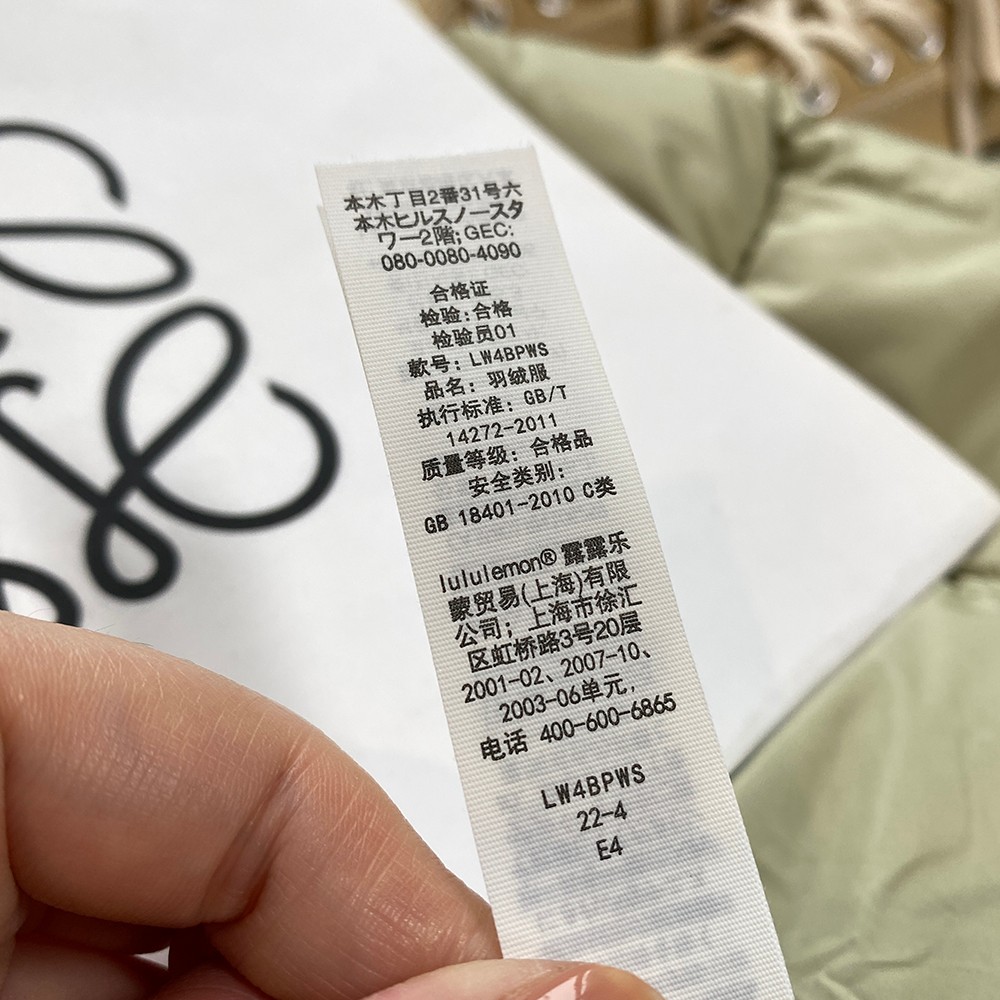 本木丁目2番31号六
本木ヒルスノースタ
ワー2階; GEC:
080-0080-4090
合格证
检验:合格
检验员01
款号: LW4BPWS
品名: 羽绒服
执行标准: GB/T
14272-2011
质量等级: 合格品
安全类别:
GB 18401-2010 C类
lululemon® 露露乐
蒙贸易(上海)有限
公司; 上海市徐汇
区虹桥路3号20层
2001-02、2007-10、
2003-06单元,
电话 400-600-6865
LW4BPWS
22-4
E4